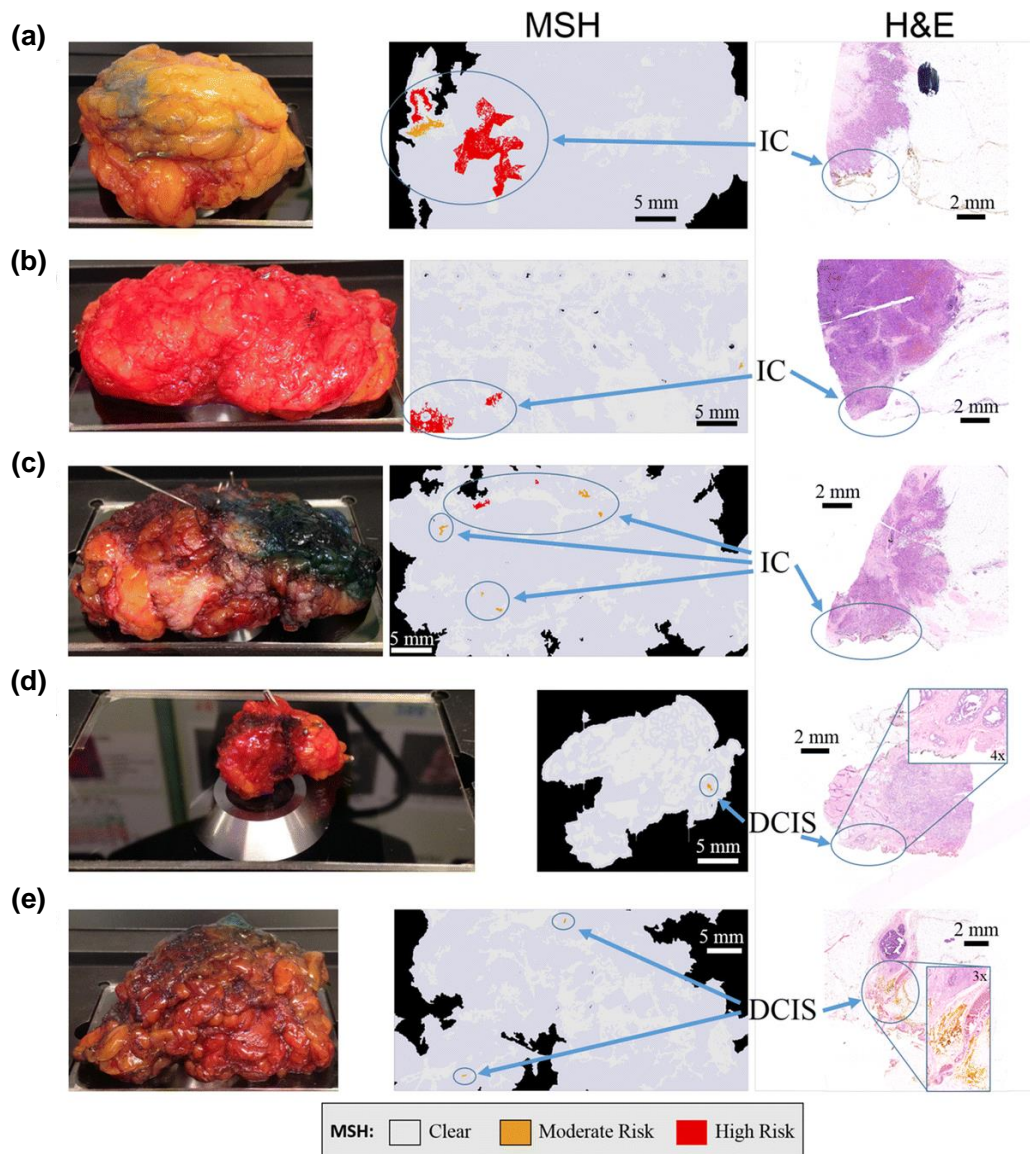 MSH
H&E
(a)
IC
5 mm
2 mm
(b)
IC
5 mm
2 mm
(c)
2 mm
IC
5 mm
(d)
2 mm
4x
DCIS
5 mm
(e)
5 mm
2 mm
3x
DCIS
MSH: Clear Moderate Risk High Risk